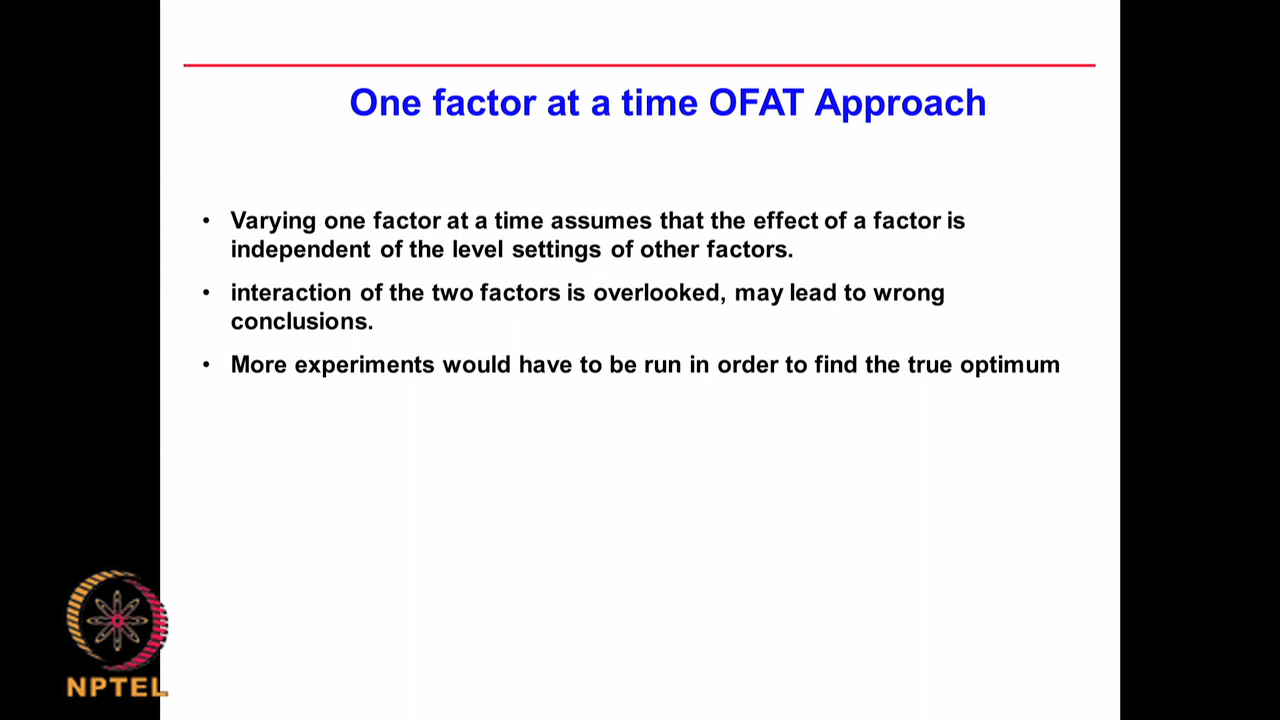 One factor at a time OFAT Approach
• Varying one factor at a time assumes that the effect of a factor is
independent of the level settings of other factors.
• interaction of the two factors is overlooked, may lead to wrong
conclusions.
• More experiments would have to be run in order to find the true optimum
NPTEL